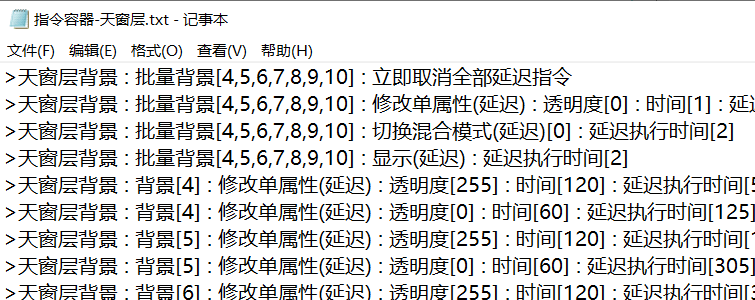 指令容器-天窗层.txt - 记事本
文件(F) 编辑(E) 格式(O) 查看(V) 帮助(H)
>天窗层背景 : 批量背景[4,5,6,7,8,9,10] : 立即取消全部延迟指令
>天窗层背景 : 批量背景[4,5,6,7,8,9,10] : 修改单属性(延迟) : 透明度[0] : 时间[1] : 延
>天窗层背景 : 批量背景[4,5,6,7,8,9,10] : 切换混合模式(延迟)[0] : 延迟执行时间[2]
>天窗层背景 : 批量背景[4,5,6,7,8,9,10] : 显示(延迟) : 延迟执行时间[2]
>天窗层背景 : 背景[4] : 修改单属性(延迟) : 透明度[255] : 时间[120] : 延迟执行时间[5
>天窗层背景 : 背景[4] : 修改单属性(延迟) : 透明度[0] : 时间[60] : 延迟执行时间[125]
>天窗层背景 : 背景[5] : 修改单属性(延迟) : 透明度[255] : 时间[120] : 延迟执行时间[1
>天窗层背景 : 背景[5] : 修改单属性(延迟) : 透明度[0] : 时间[60] : 延迟执行时间[305]
>天窗层背景 : 背景[6] : 修改单属性(延迟) : 透明度[255] : 时间[120] : 延迟执行时间[